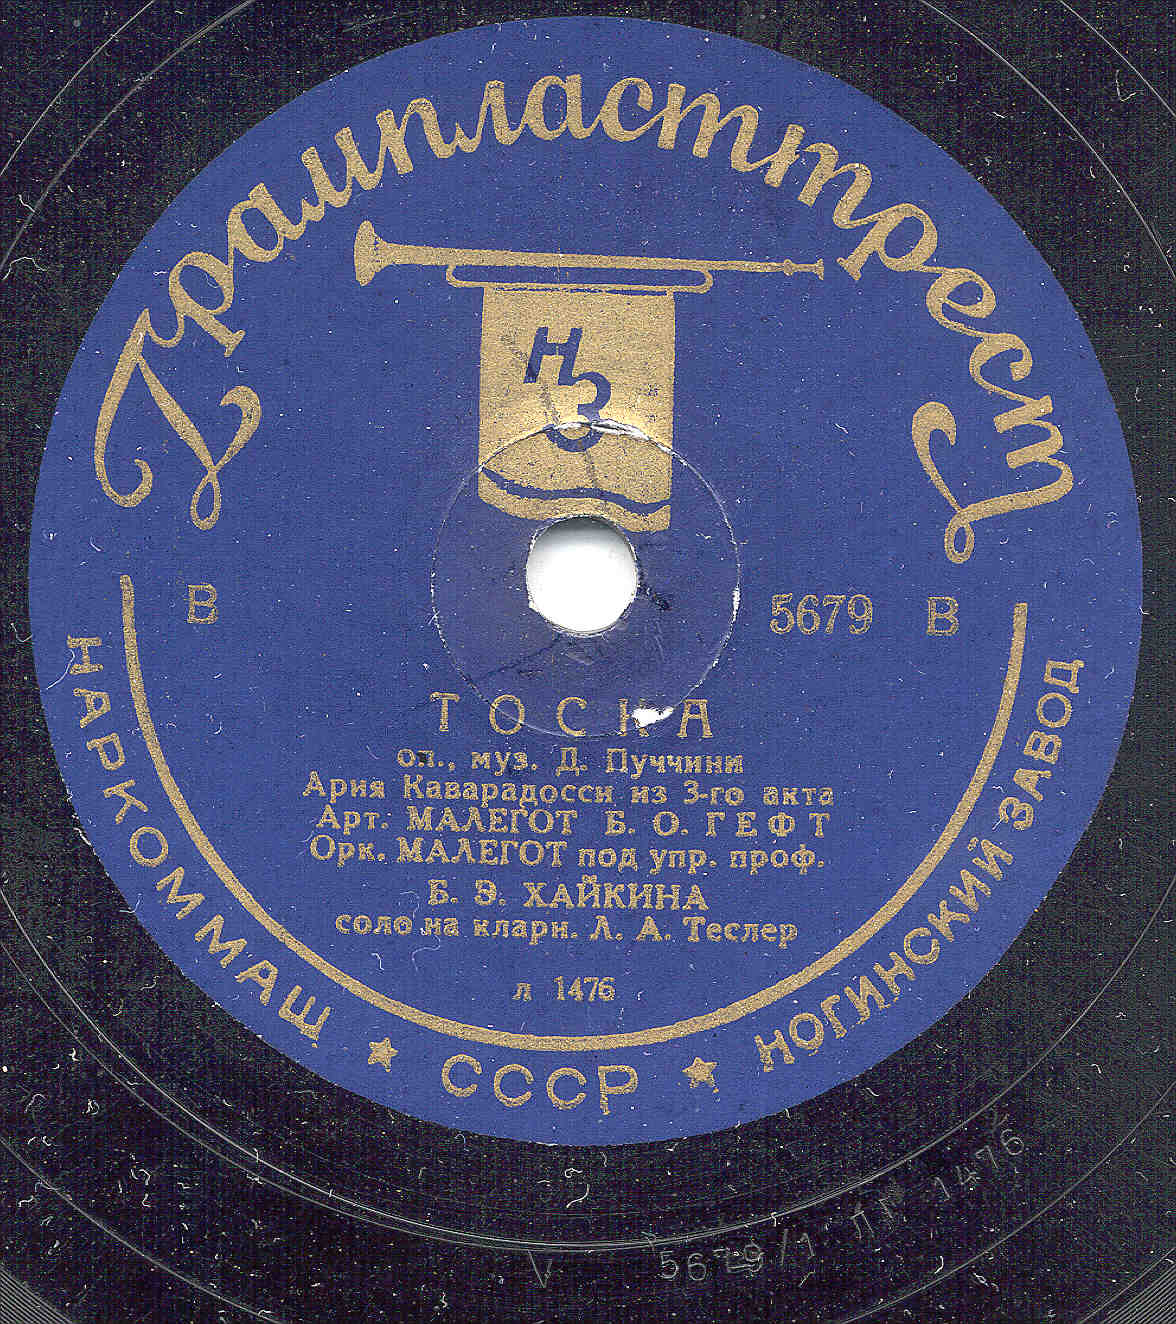 Грампласттрест
НЗ
В 5679 В
ТОСКА
оп., муз. Д. Пуччини
Ария Каварадосси из 3-го акта
Арт. МАЛЕГОТ Б. О. ГЕФТ
Орк. МАЛЕГОТ под упр. проф.
Б. Э. ХАЙКИНА
соло на кларн. Л. А. Теслер
л 1476
НАРКОММАШ ★ СССР ★ НОГИНСКИЙ ЗАВОД
5679/1 ЛМ 1476
V